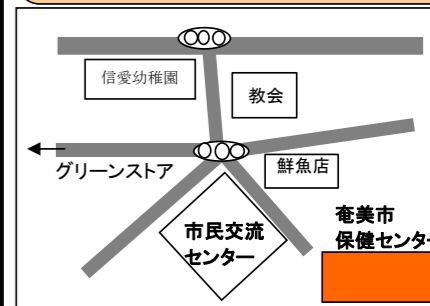 信愛幼稚園
教会
グリーンストア
鮮魚店
市民交流
センター
奄美市
保健センター